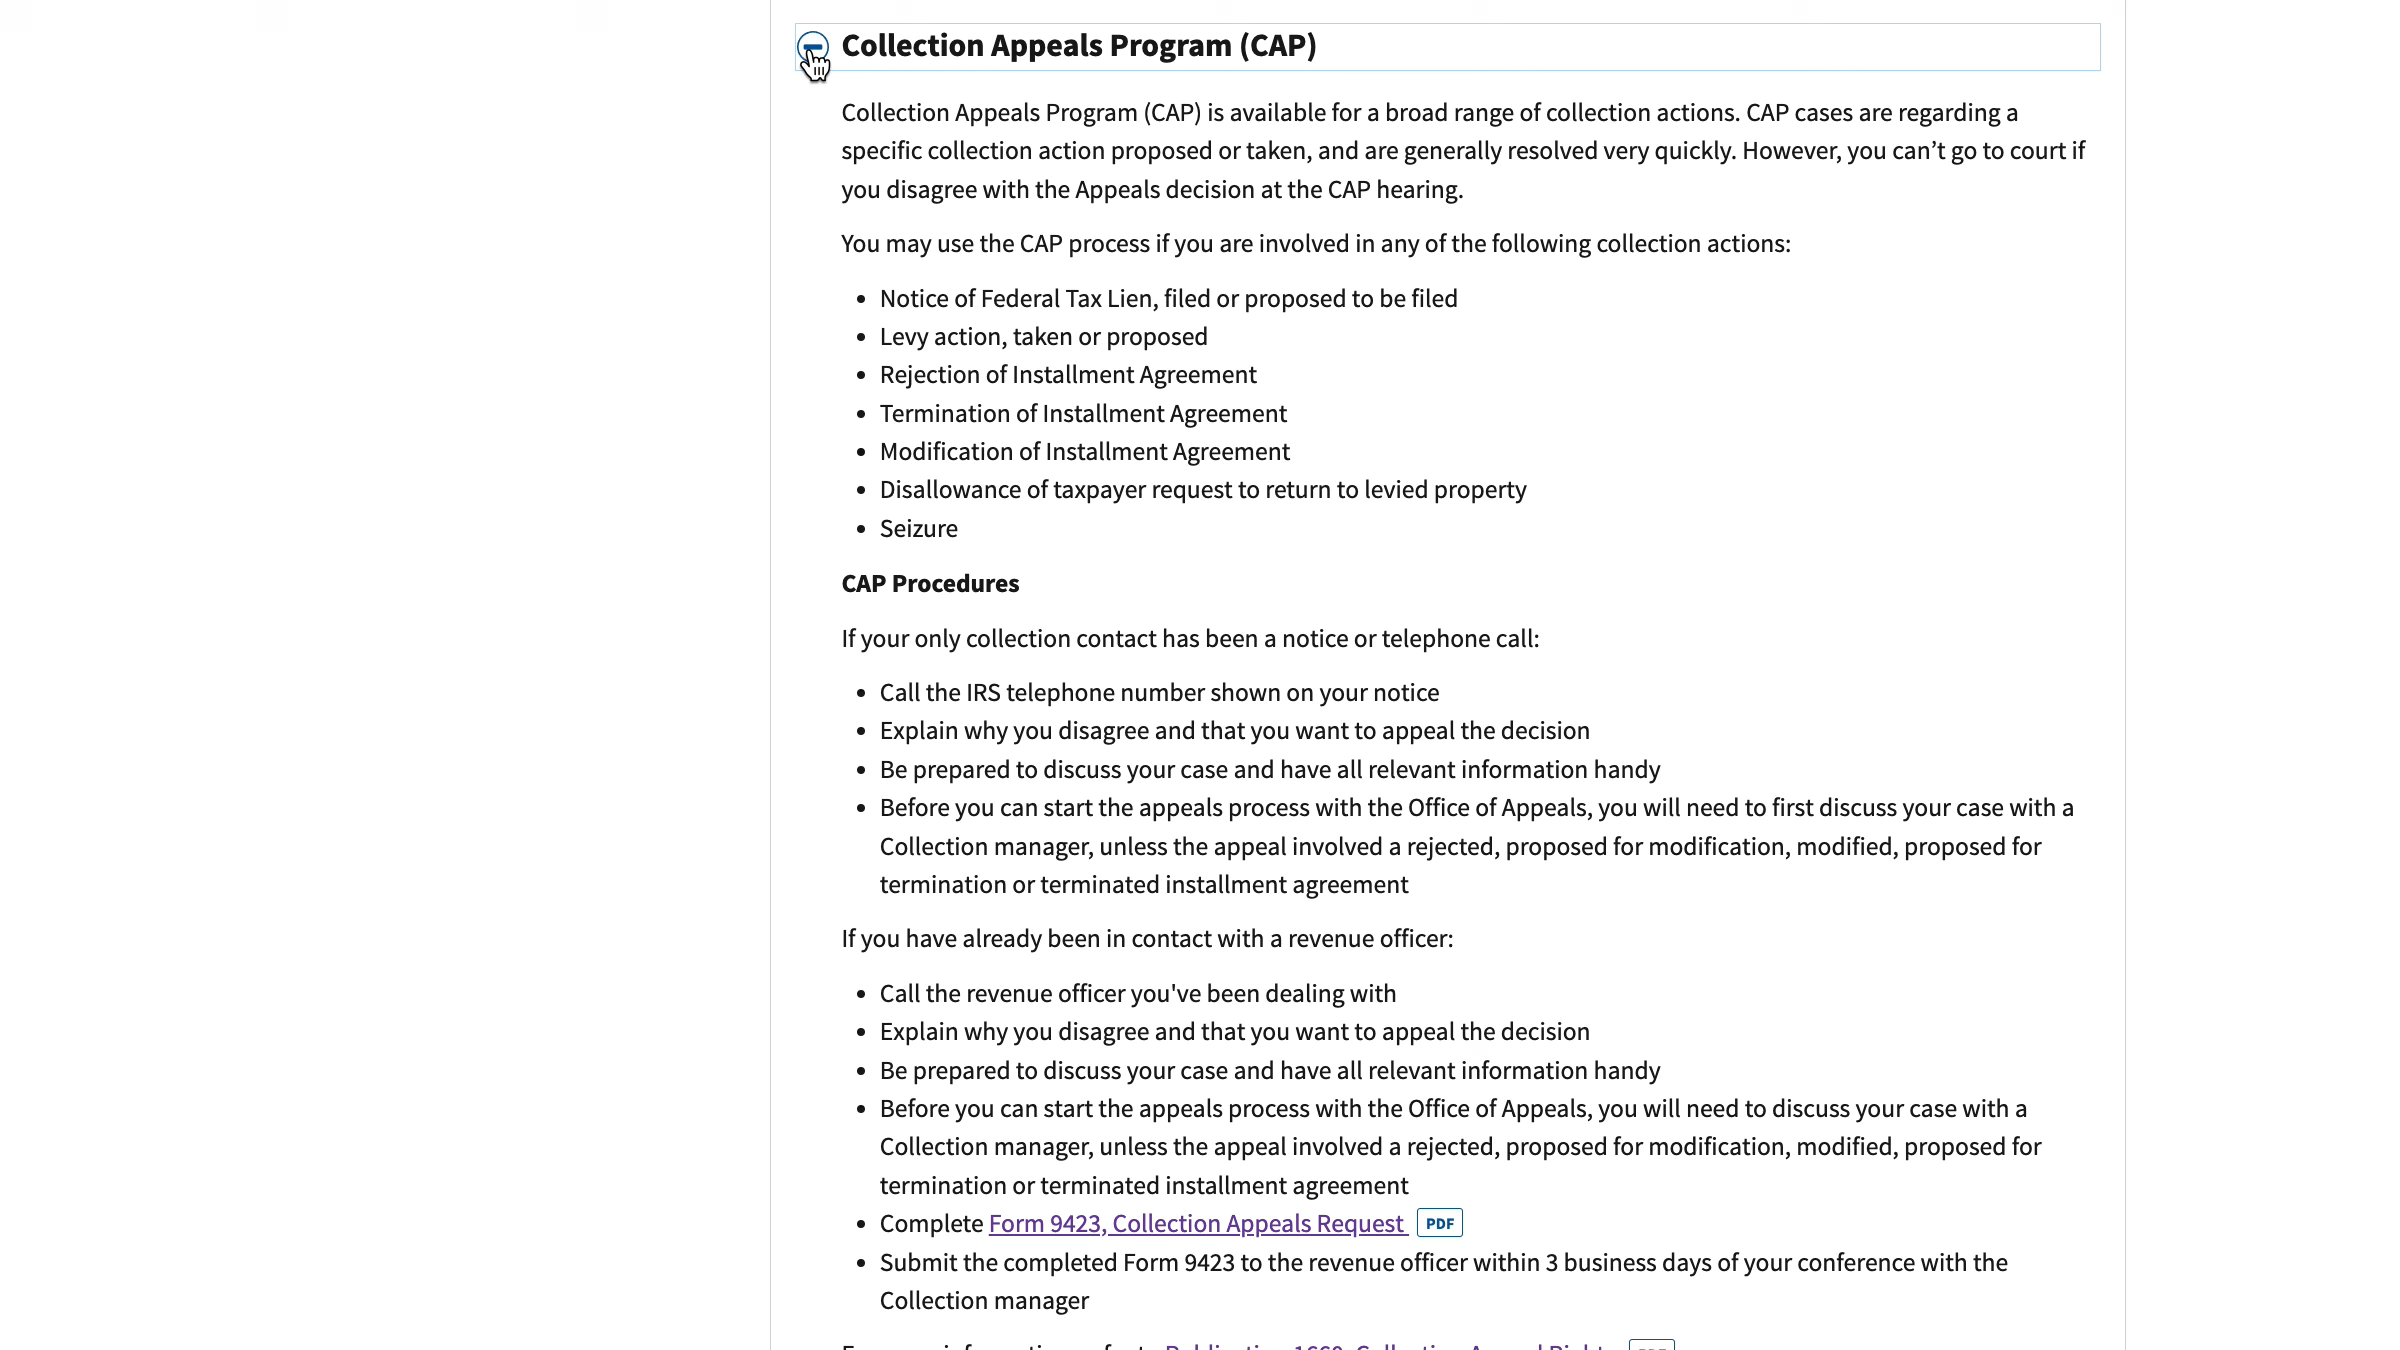 Collection Appeals Program (CAP)
Collection Appeals Program (CAP) is available for a broad range of collection actions. CAP cases are regarding a
specific collection action proposed or taken, and are generally resolved very quickly. However, you can’t go to court if
you disagree with the Appeals decision at the CAP hearing.
You may use the CAP process if you are involved in any of the following collection actions:
• Notice of Federal Tax Lien, filed or proposed to be filed
• Levy action, taken or proposed
• Rejection of Installment Agreement
• Termination of Installment Agreement
• Modification of Installment Agreement
• Disallowance of taxpayer request to return to levied property
• Seizure
CAP Procedures
If your only collection contact has been a notice or telephone call:
• Call the IRS telephone number shown on your notice
• Explain why you disagree and that you want to appeal the decision
• Be prepared to discuss your case and have all relevant information handy
• Before you can start the appeals process with the Office of Appeals, you will need to first discuss your case with a
Collection manager, unless the appeal involved a rejected, proposed for modification, modified, proposed for
termination or terminated installment agreement
If you have already been in contact with a revenue officer:
• Call the revenue officer you've been dealing with
• Explain why you disagree and that you want to appeal the decision
• Be prepared to discuss your case and have all relevant information handy
• Before you can start the appeals process with the Office of Appeals, you will need to discuss your case with a
Collection manager, unless the appeal involved a rejected, proposed for modification, modified, proposed for
termination or terminated installment agreement
• Complete Form 9423, Collection Appeals Request PDF
• Submit the completed Form 9423 to the revenue officer within 3 business days of your conference with the
Collection manager